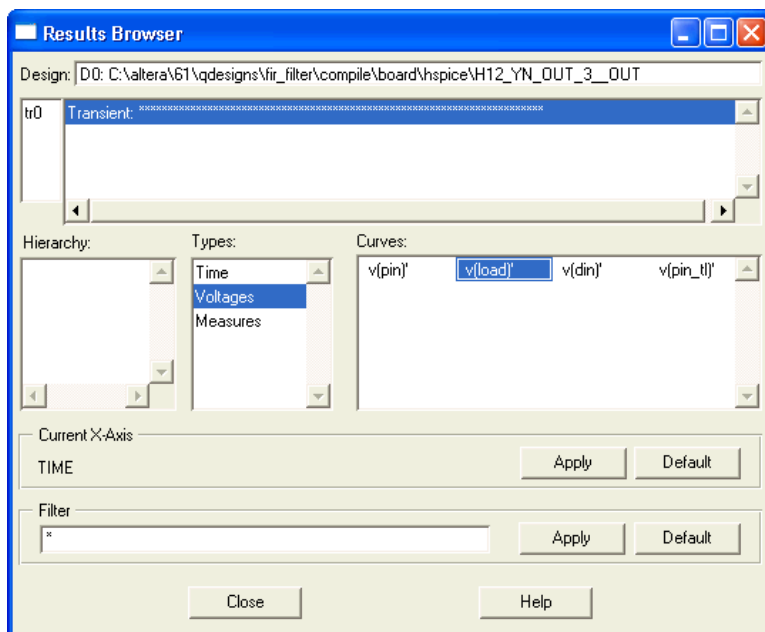 Results Browser
Design: D0: C:\altera\61\qdesigns\fir_filter\compile\board\hspice\H12_YN_OUT_3__OUT
tr0 Transient: **********************************************************************
Hierarchy: Types: Curves:
Time v(pin)' v(load)' v(din)' v(pin_tl)'
Voltages
Measures
Current X-Axis
TIME Apply Default
Filter
* Apply Default
Close Help